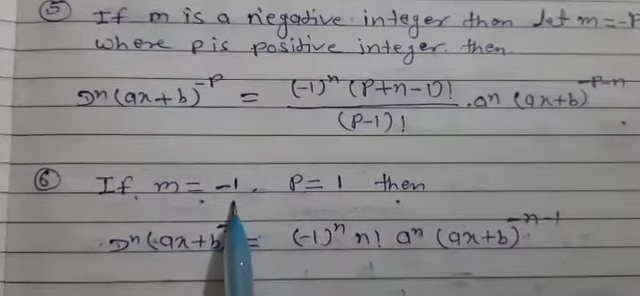 ⑤ If m is a negative integer then let m = -P
where P is positive integer then
Dⁿ(ax+b)⁻ᴾ = (-1)ⁿ (P+n-1)! / (P-1)! . aⁿ (ax+b)⁻ᴾ⁻ⁿ
⑥ If m = -1, P = 1 then
Dⁿ(ax+b) = (-1)ⁿ n! aⁿ (ax+b)⁻ⁿ⁻¹